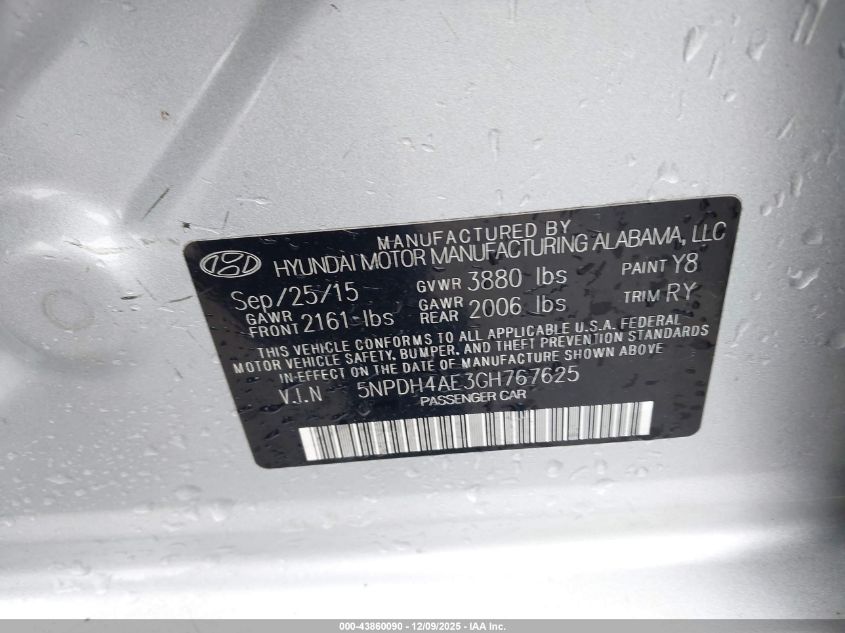 MANUFACTURED BY
HYUNDAI MOTOR MANUFACTURING ALABAMA, LLC
Sep/25/15 GVWR 3880 lbs PAINT Y8
GAWR FRONT 2161-lbs GAWR REAR 2006 lbs TRIM RY
THIS VEHICLE CONFORMS TO ALL APPLICABLE U.S.A. FEDERAL
MOTOR VEHICLE SAFETY, BUMPER, AND THEFT PREVENTION STANDARDS
IN EFFECT ON THE DATE OF MANUFACTURE SHOWN ABOVE.
V.I.N 5NPDH4AE3GH767625
PASSENGER CAR
000-43860090 - 12/09/2025 - IAA Inc.